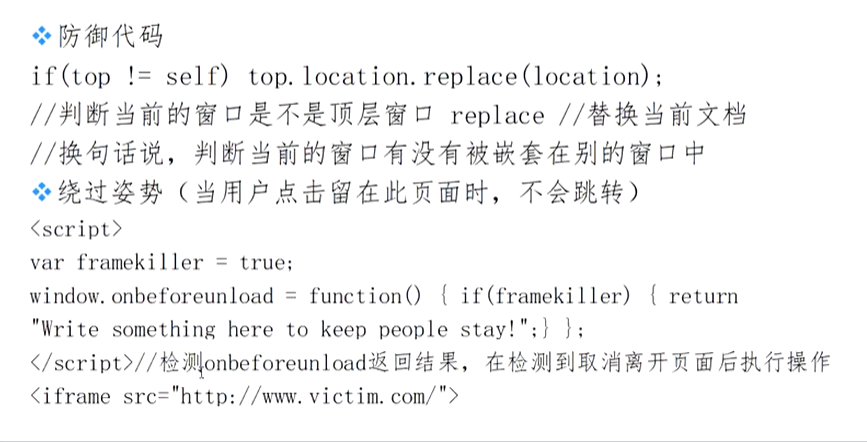 ❖防御代码
if(top != self) top.location.replace(location);
//判断当前的窗口是不是顶层窗口 replace //替换当前文档
//换句话说，判断当前的窗口有没有被嵌套在别的窗口中
❖绕过姿势（当用户点击留在此页面时，不会跳转）
<script>
var framekiller = true;
window.onbeforeunload = function() { if(framekiller) { return
"Write something here to keep people stay!";} };
</script>//检测onbeforeunload返回结果，在检测到取消离开页面后执行操作
<iframe src="http://www.victim.com/">